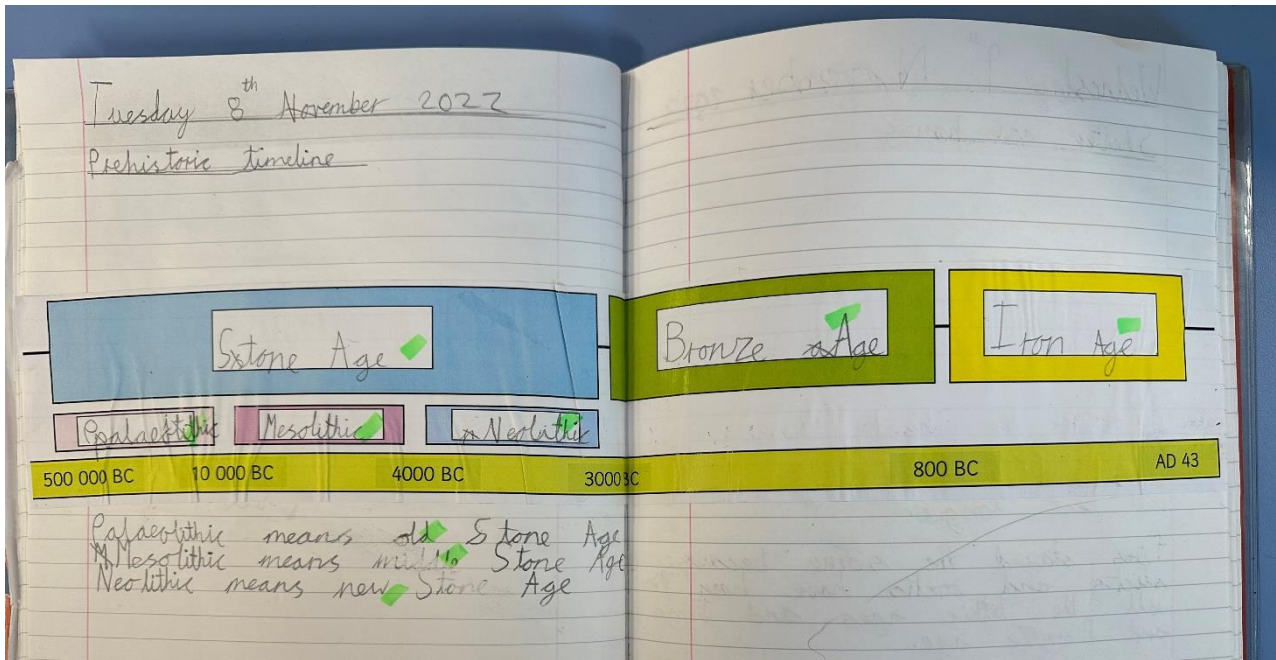 Tuesday 8th November 2022
Prehistoric timeline
Stone Age
Bronze Age
Iron Age
Palaeolithic
Mesolithic
Neolithic
500 000 BC
10 000 BC
4000 BC
3000 BC
800 BC
AD 43
Palaeolithic means old Stone Age
Mesolithic means middle Stone Age
Neolithic means new Stone Age